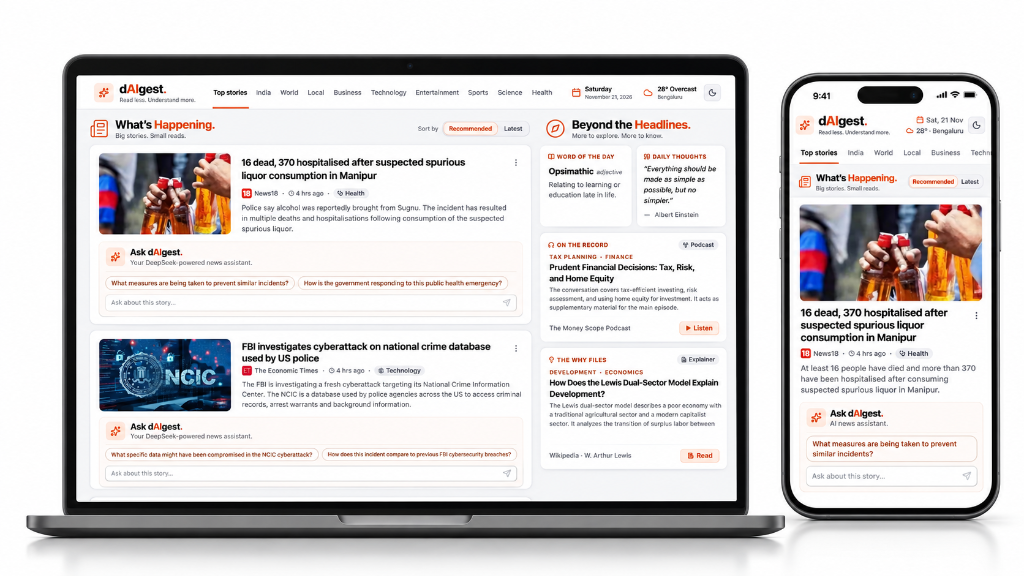 dAIgest.
Read less. Understand more.
Top stories India World Local Business Technology Entertainment Sports Science Health
Saturday
November 23, 2026
28° Overcast
Bengaluru
What's Happening.
Big stories. Small reads.
Sort by Recommended Latest
16 dead, 370 hospitalised after suspected spurious
liquor consumption in Manipur
18 News18 • 4 hrs ago • Health
Police say alcohol was reportedly brought from Sugnu. The incident has resulted
in multiple deaths and hospitalisations following consumption of the suspected
spurious liquor.
Ask dAIgest.
Your DeepSeek-powered news assistant.
What measures are being taken to prevent similar incidents? How is the government responding to this public health emergency?
Ask about this story...
NCIC.
FBI investigates cyberattack on national crime database
used by US police
ET The Economic Times • 4 hrs ago • Technology
The FBI is investigating a fresh cyberattack targeting its National Crime Information
Center. The NCIC is a database used by police agencies across the US to access criminal
records, arrest warrants and background information.
Ask dAIgest.
Your DeepSeek-powered news assistant.
What specific data might have been compromised in the NCIC cyberattack? How does this incident compare to previous FBI cybersecurity breaches?
Ask about this story...
Beyond the Headlines.
More to explore. More to know.
WORD OF THE DAY
Opsimathic adjective
Relating to learning or
education late in life.
DAILY THOUGHTS
"Everything should be
made as simple as
possible, but no
simpler."
— Albert Einstein
ON THE RECORD Podcast
TAX PLANNING • FINANCE
Prudent Financial Decisions: Tax, Risk,
and Home Equity
The conversation covers tax-efficient investing, risk
assessment, and using home equity for investment. It acts as
supplementary material for the main episode.
The Money Scope Podcast Listen
THE WHY FILES Explainer
DEVELOPMENT • ECONOMICS
How Does the Lewis Dual-Sector Model Explain
Development?
The Lewis dual-sector model describes a poor economy with
a traditional agricultural sector and a modern capitalist
sector. It analyzes the transition of surplus labor between
Wikipedia - W. Arthur Lewis Read
9:41
dAIgest.
Read less. Understand more.
Sat, 21 Nov
28° • Bengaluru
Top stories India World Local Business Techn
What's Happening.
Big stories. Small reads.
Recommended Latest
16 dead, 370 hospitalised after
suspected spurious liquor
consumption in Manipur
18 News18 • 4 hrs ago • Health
At least 16 people have died and more than 370
have been hospitalised after consuming
suspected spurious liquor in Manipur.
Ask dAIgest.
AI news assistant.
What measures are being taken to prevent
similar incidents?
Ask about this story...